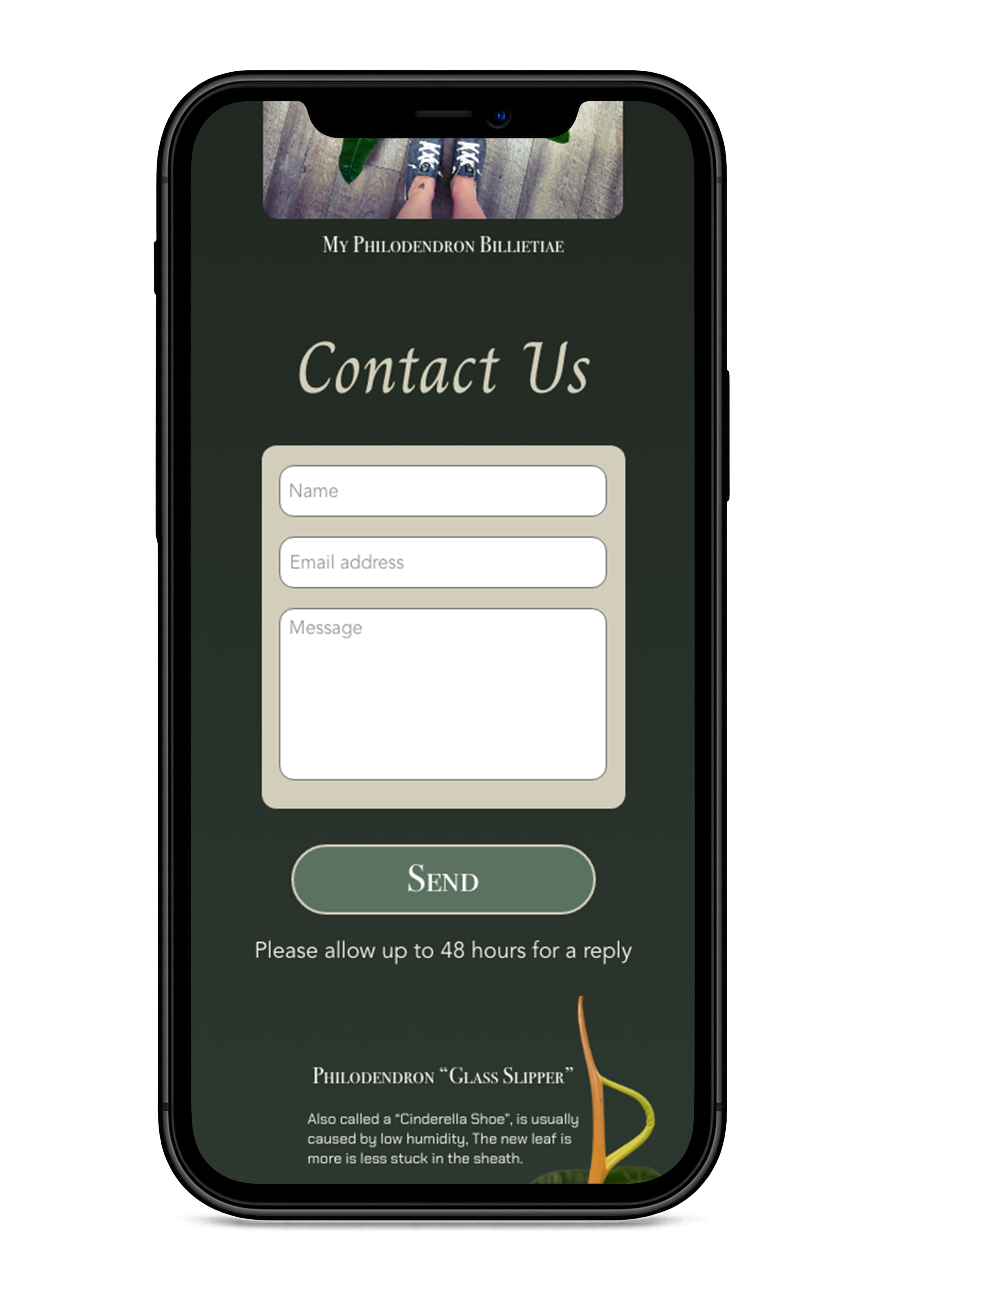 My Philodendron Billietiae
Contact Us
Name
Email address
Message
Send
Please allow up to 48 hours for a reply
Philodendron “Glass Slipper”
Also called a “Cinderella Shoe”, is usually
caused by low humidity, The new leaf is
more is less stuck in the sheath.